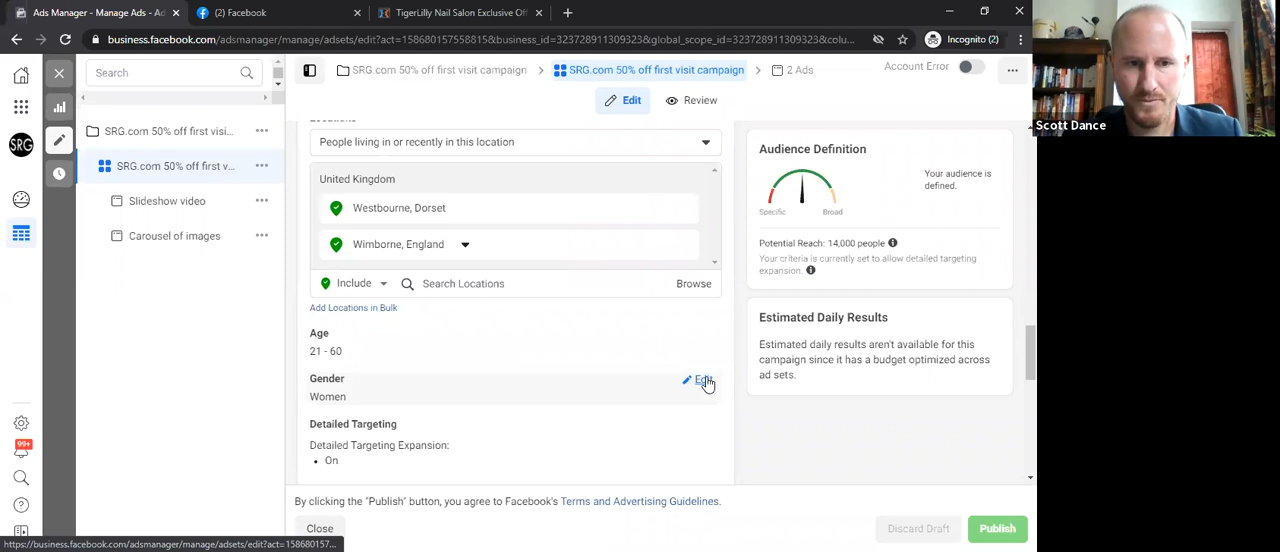 Ads Manager - Manage Ads - A
(2) Facebook
TigerLilly Nail Salon Exclusive Off
business.facebook.com/adsmanager/manage/adsets/edit?act=158680157558815&business_id=323728911309323&global_scope_id=323728911309323&colu...
Incognito (2)
Search
SRG.com 50% off first visit campaign
SRG.com 50% off first visit campaign
2 Ads
Account Error
Edit
Review
SRG
SRG.com 50% off first visi...
SRG.com 50% off first v...
Slideshow video
Carousel of images
99+
Locations
People living in or recently in this location
United Kingdom
Westbourne, Dorset
Wimborne, England
Include
Search Locations
Browse
Add Locations in Bulk
Age
21 - 60
Gender
Edit
Women
Detailed Targeting
Detailed Targeting Expansion:
• On
Audience Definition
Specific
Broad
Your audience is
defined.
Potential Reach: 14,000 people
Your criteria is currently set to allow detailed targeting
expansion.
Estimated Daily Results
Estimated daily results aren't available for this
campaign since it has a budget optimized across
ad sets.
By clicking the "Publish" button, you agree to Facebook's Terms and Advertising Guidelines.
Close
Discard Draft
Publish
https://business.facebook.com/adsmanager/manage/adsets/edit?act=158680157...
Scott Dance